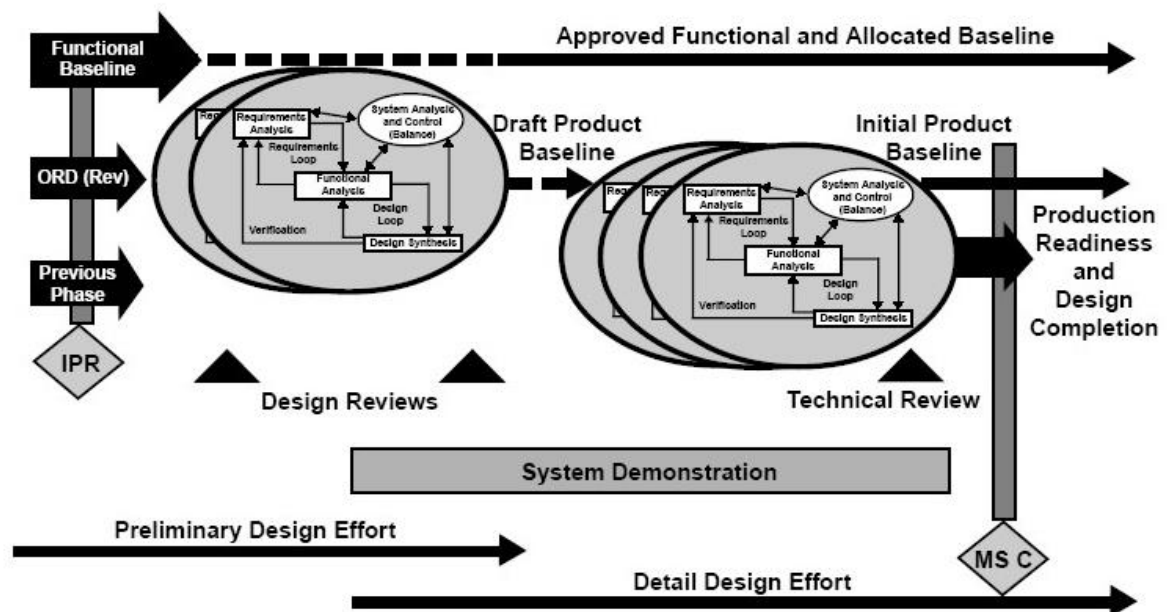 Functional
Baseline
Approved Functional and Allocated Baseline
ORD (Rev)
Previous
Phase
IPR
Req
Requirements
Analysis
System Analysis
and Control
(Balance)
Requirements
Loop
Functional
Analysis
Design
Loop
Verification
Design Synthesis
Draft Product
Baseline
Initial Product
Baseline
Requirements
Analysis
System Analysis
and Control
(Balance)
Requirements
Loop
Functional
Analysis
Design
Loop
Verification
Design Synthesis
Production
Readiness
and
Design
Completion
Design Reviews
Technical Review
System Demonstration
Preliminary Design Effort
MS C
Detail Design Effort